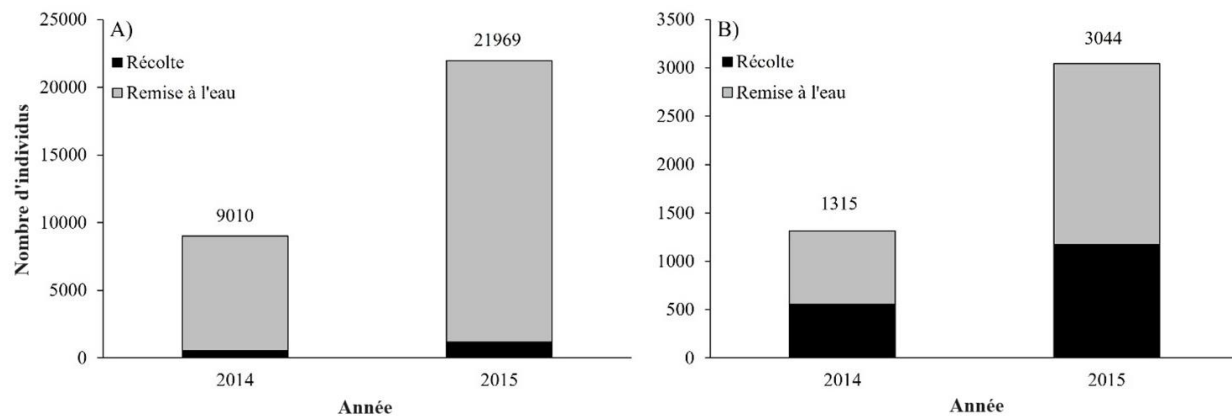 A)
Récolte
Remise à l'eau
Nombre d'individus
25000
20000
15000
10000
5000
0
9010
21969
2014
2015
Année
B)
Récolte
Remise à l'eau
3500
3000
2500
2000
1500
1000
500
0
1315
3044
2014
2015
Année